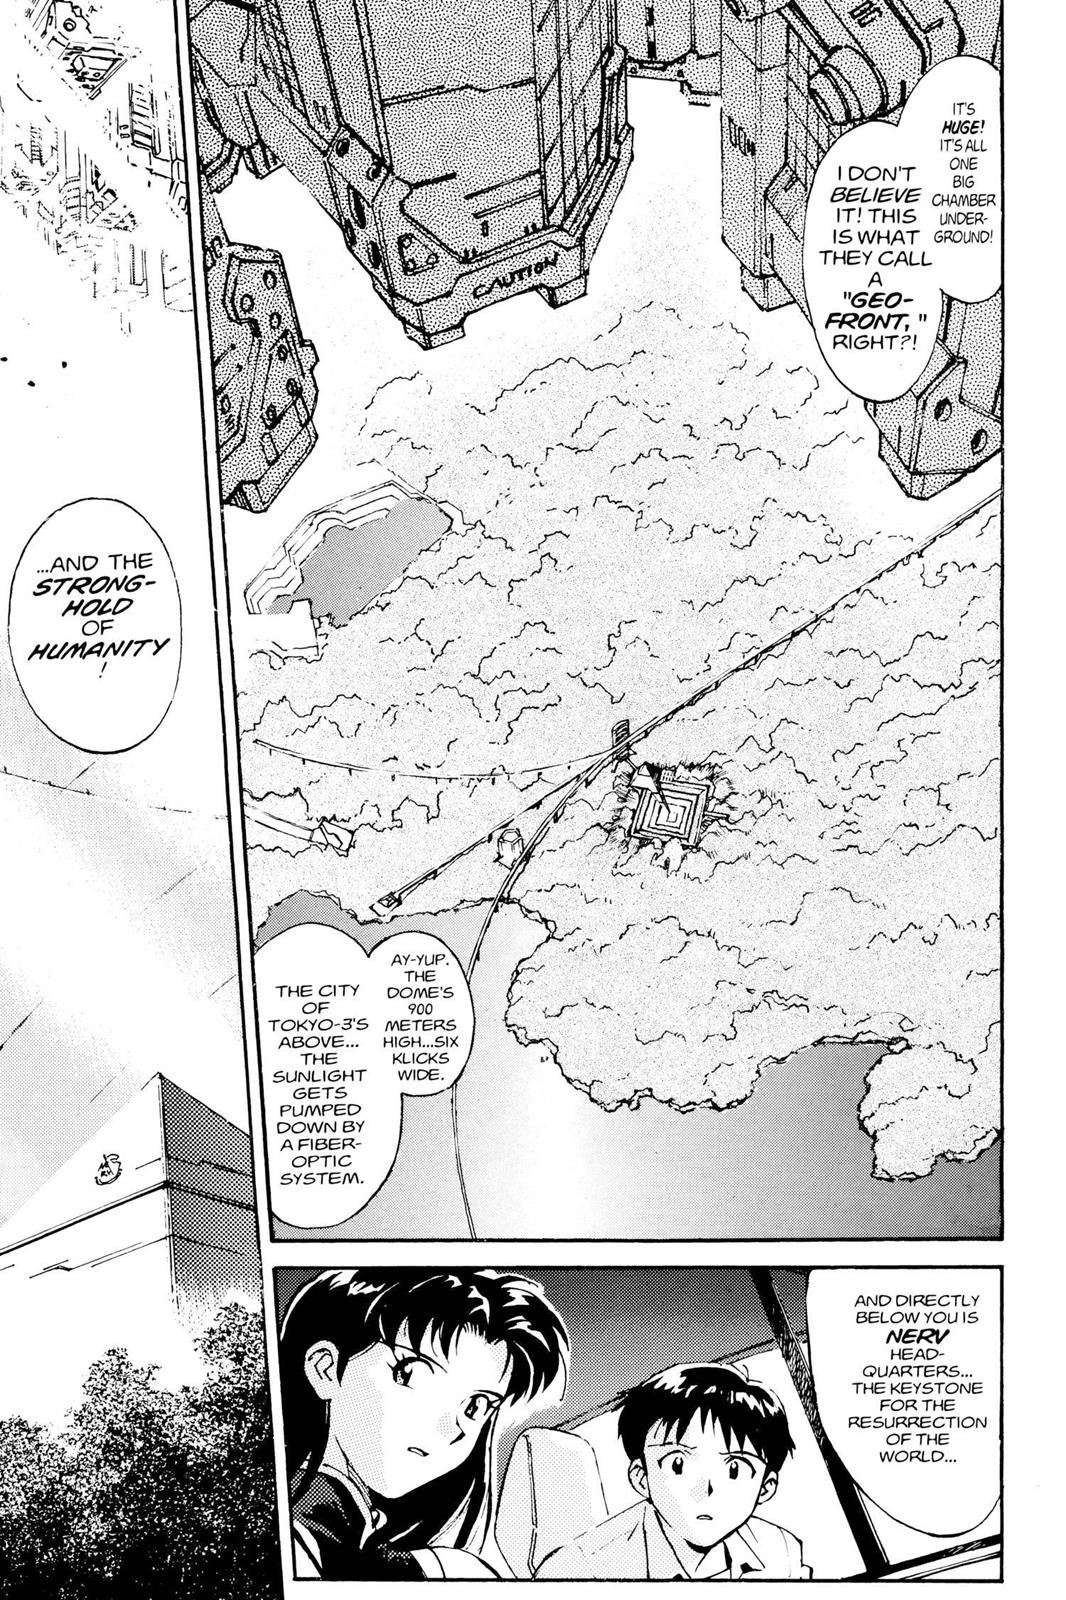 IT'S
HUGE!
IT'S ALL
ONE
BIG
CHAMBER
UNDER-
GROUND!
I DON'T
BELIEVE
IT! THIS
IS WHAT
THEY CALL
A
"GEO-
FRONT,"
RIGHT?!
CAUTION
AY-YUP.
THE
DOME'S
900
METERS
HIGH...SIX
KLICKS
WIDE.
THE CITY
OF
TOKYO-3'S
ABOVE...
THE
SUNLIGHT
GETS
PUMPED
DOWN BY
A FIBER-
OPTIC
SYSTEM.
AND DIRECTLY
BELOW YOU IS
NERV
HEAD-
QUARTERS...
THE KEYSTONE
FOR THE
RESURRECTION
OF THE
WORLD...
...AND THE
STRONG-
HOLD
OF
HUMANITY
!